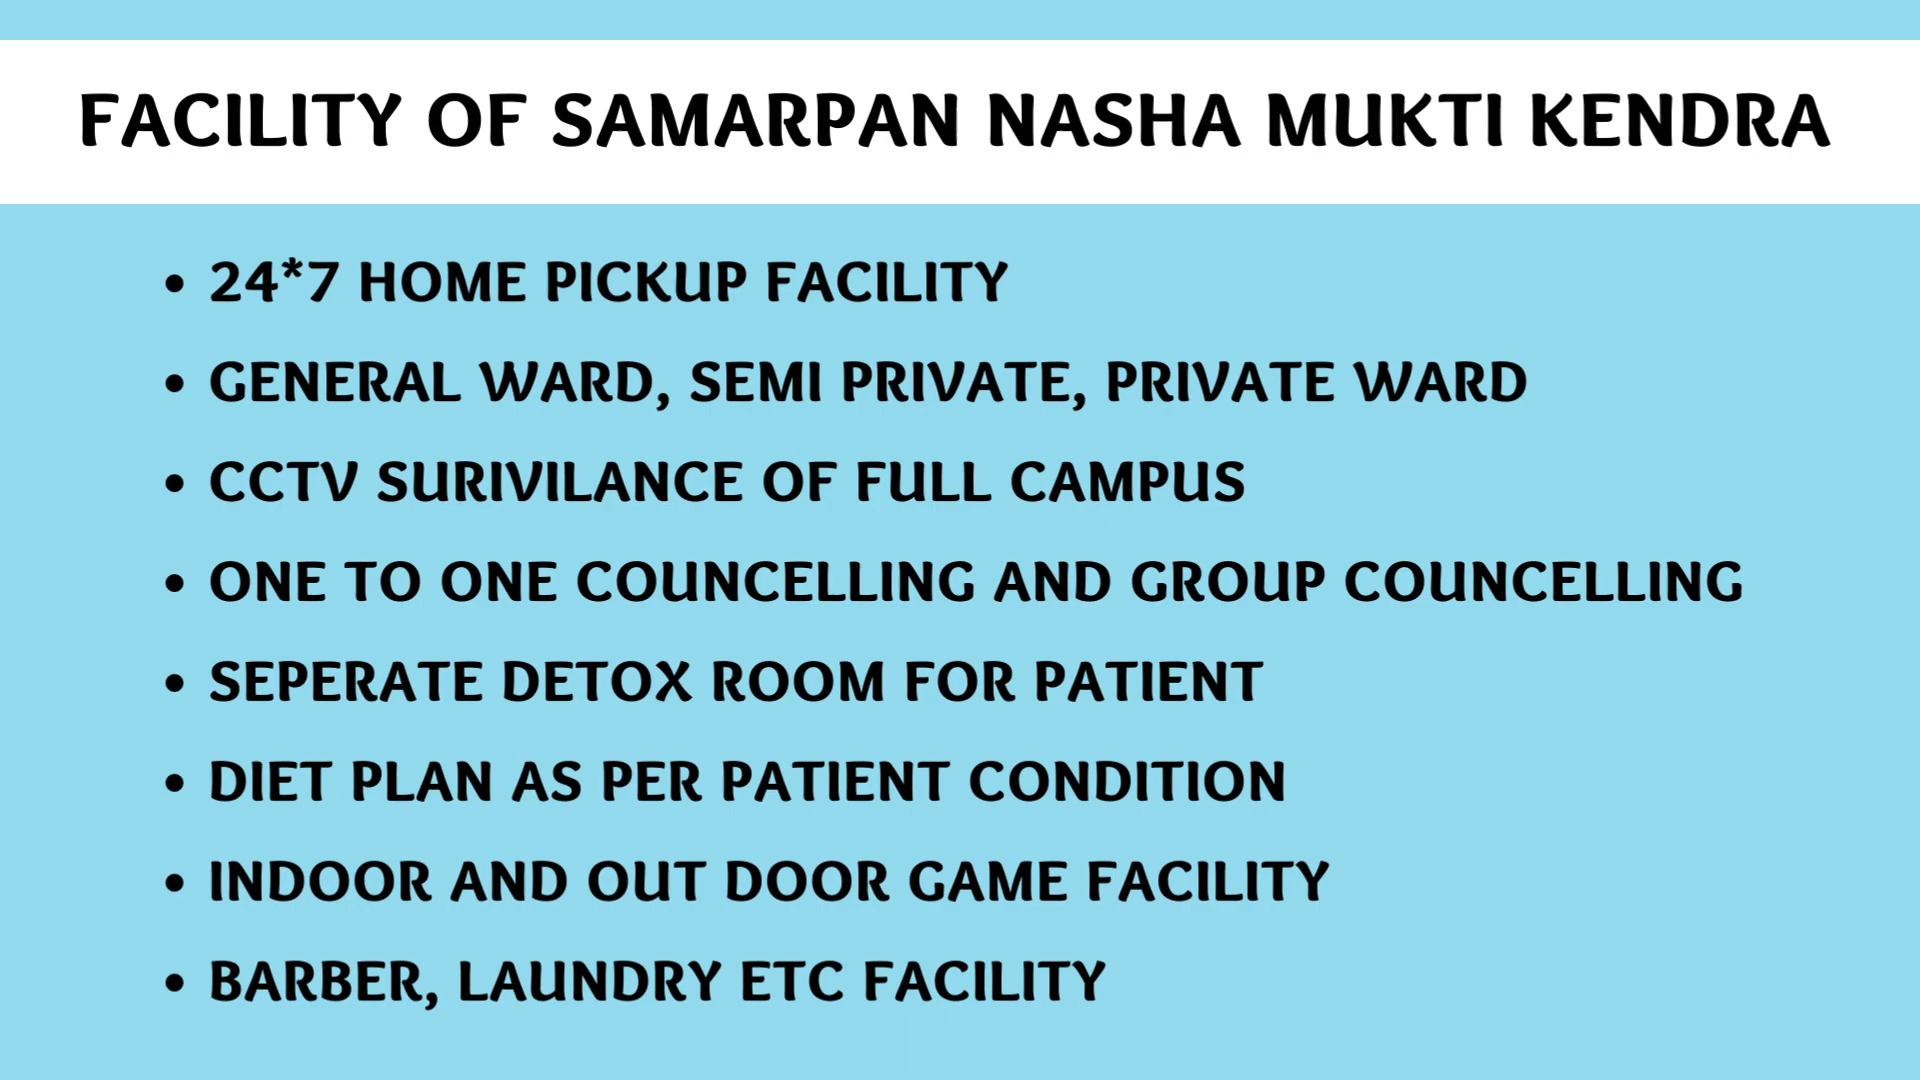 FACILITY OF SAMARPAN NASHA MUKTI KENDRA
• 24*7 HOME PICKUP FACILITY
• GENERAL WARD, SEMI PRIVATE, PRIVATE WARD
• CCTV SURIVILANCE OF FULL CAMPUS
• ONE TO ONE COUNCELLING AND GROUP COUNCELLING
• SEPERATE DETOX ROOM FOR PATIENT
• DIET PLAN AS PER PATIENT CONDITION
• INDOOR AND OUT DOOR GAME FACILITY
• BARBER, LAUNDRY ETC FACILITY